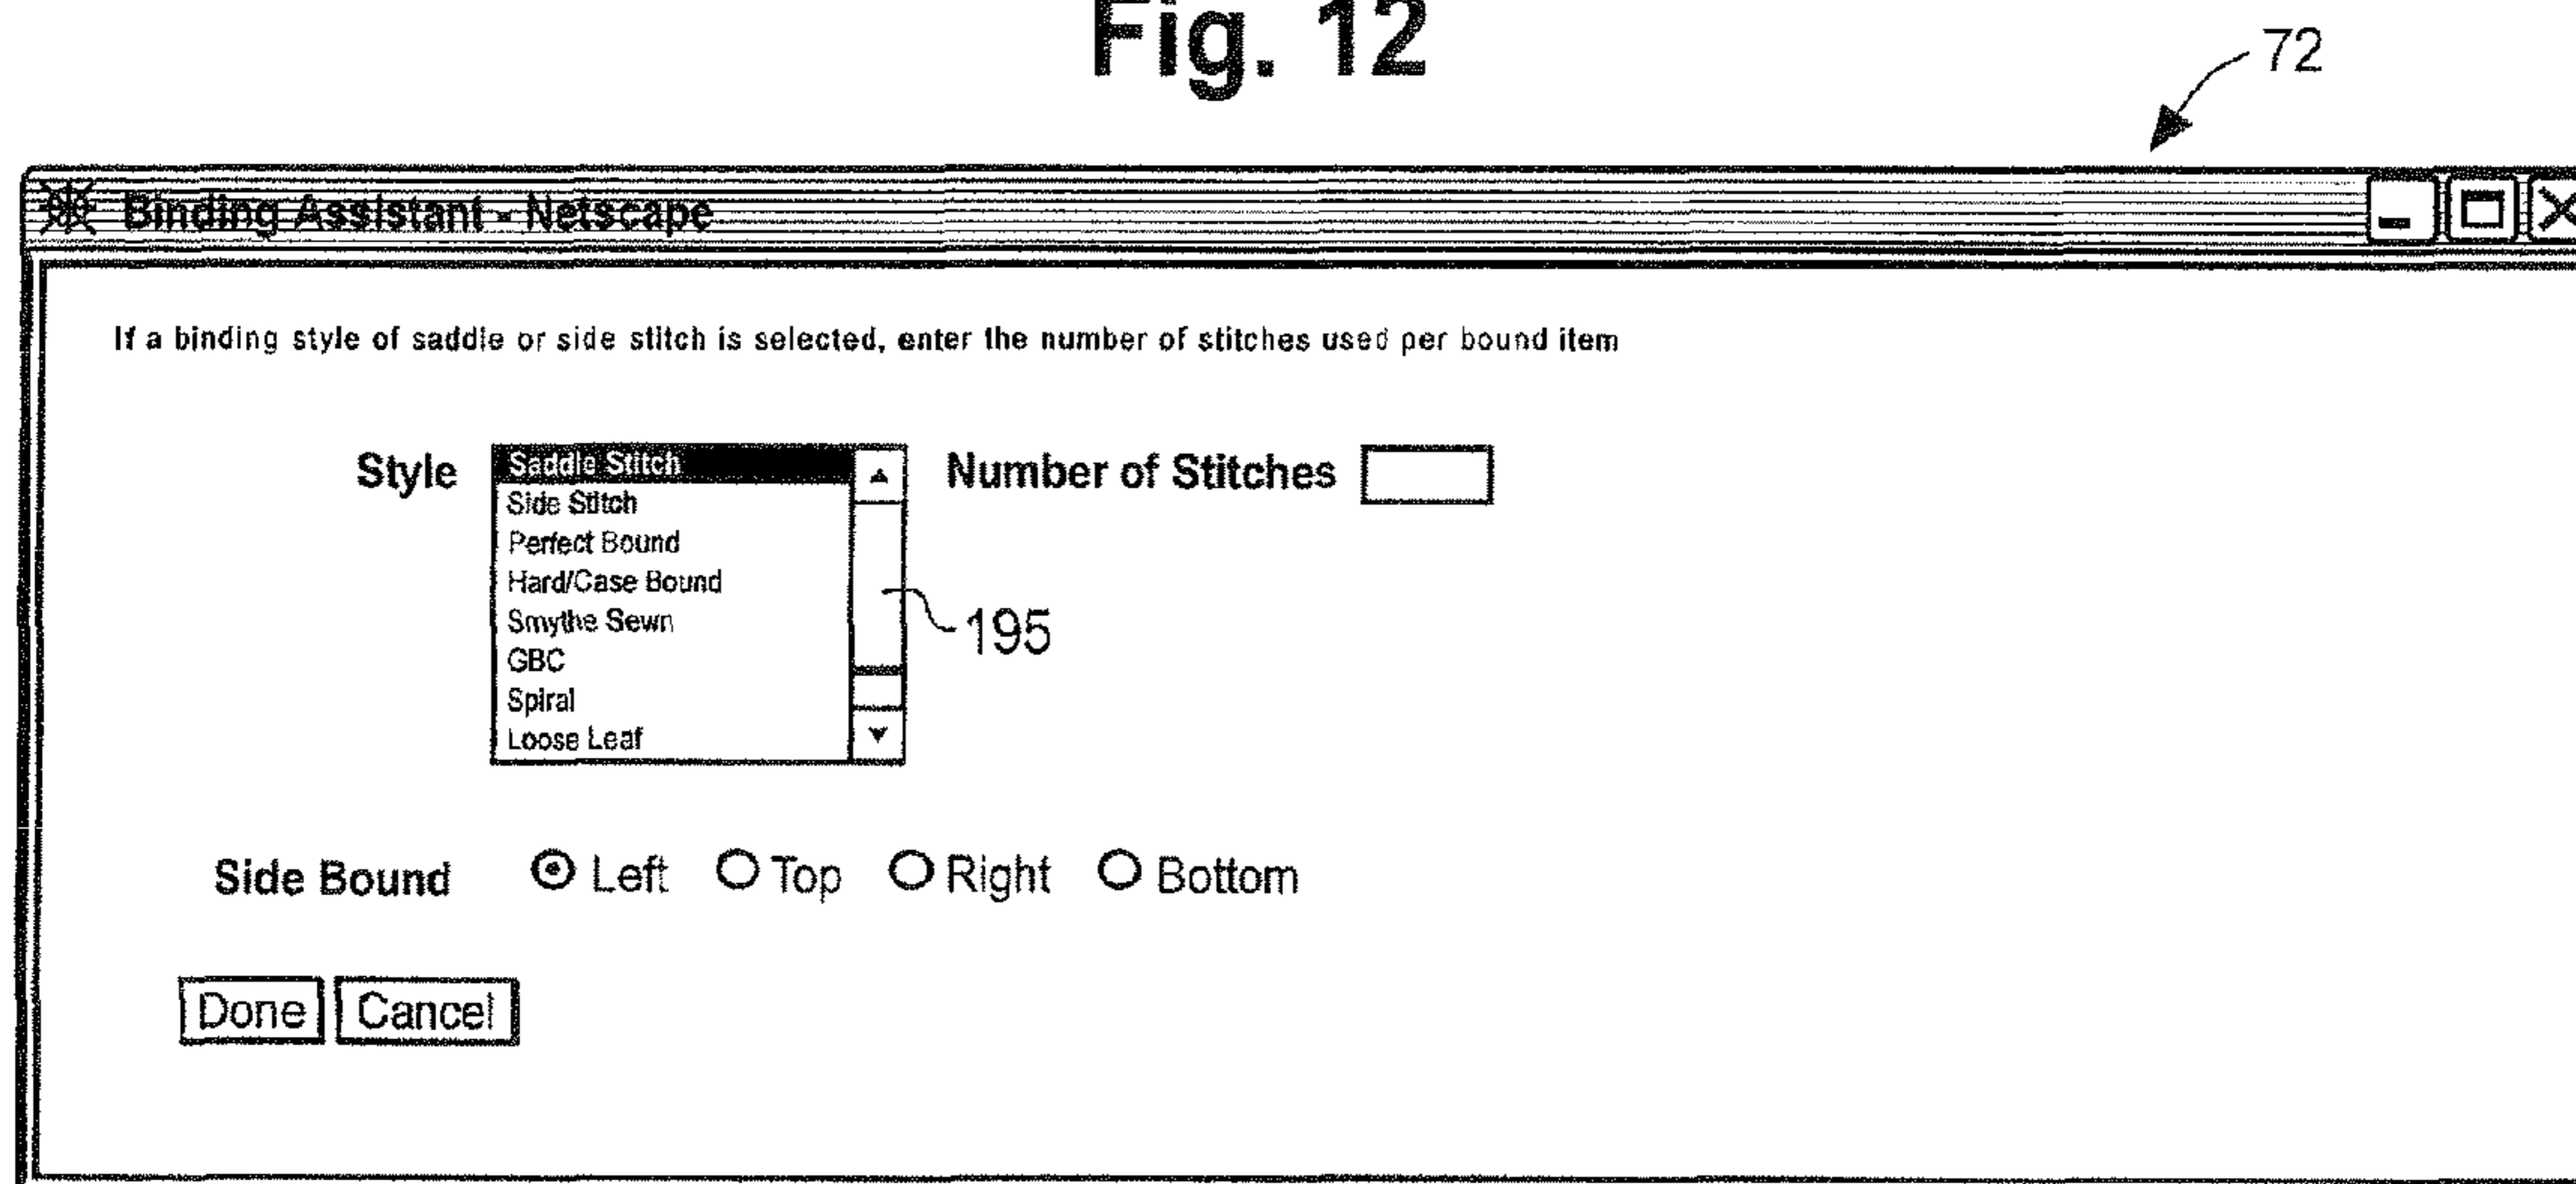 Fig. 12
72
Binding Assistant - Netscape
If a binding style of saddle or side stitch is selected, enter the number of stitches used per bound item
Style Saddle Stitch Number of Stitches
Side Stitch
Perfect Bound
Hard/Case Bound
Smythe Sewn
195
GBC
Spiral
Loose Leaf
Side Bound Left Top Right Bottom
Done Cancel